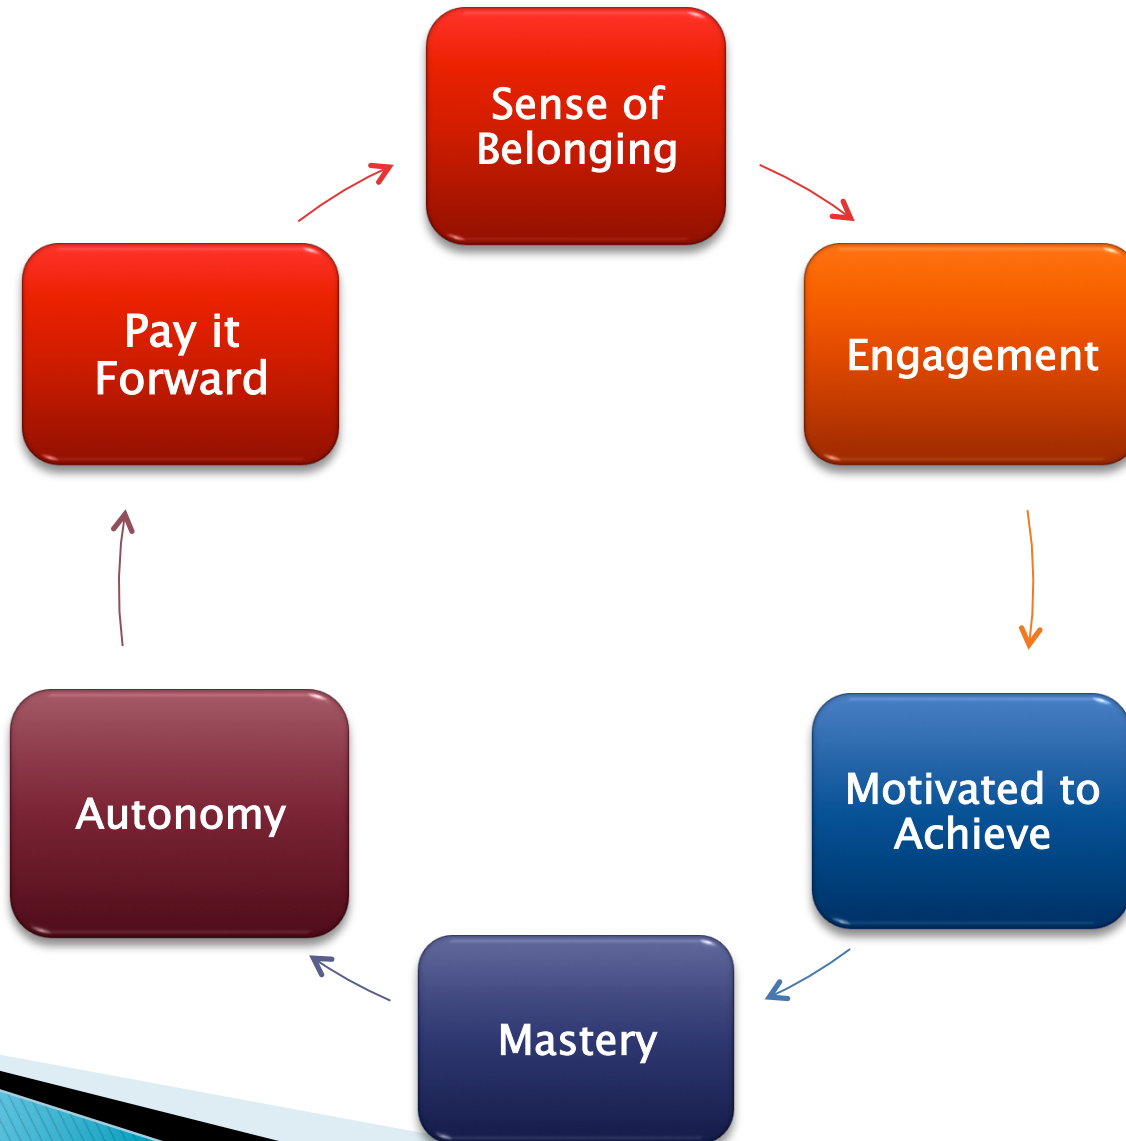 Sense of
Belonging
Engagement
Motivated to
Achieve
Mastery
Autonomy
Pay it
Forward